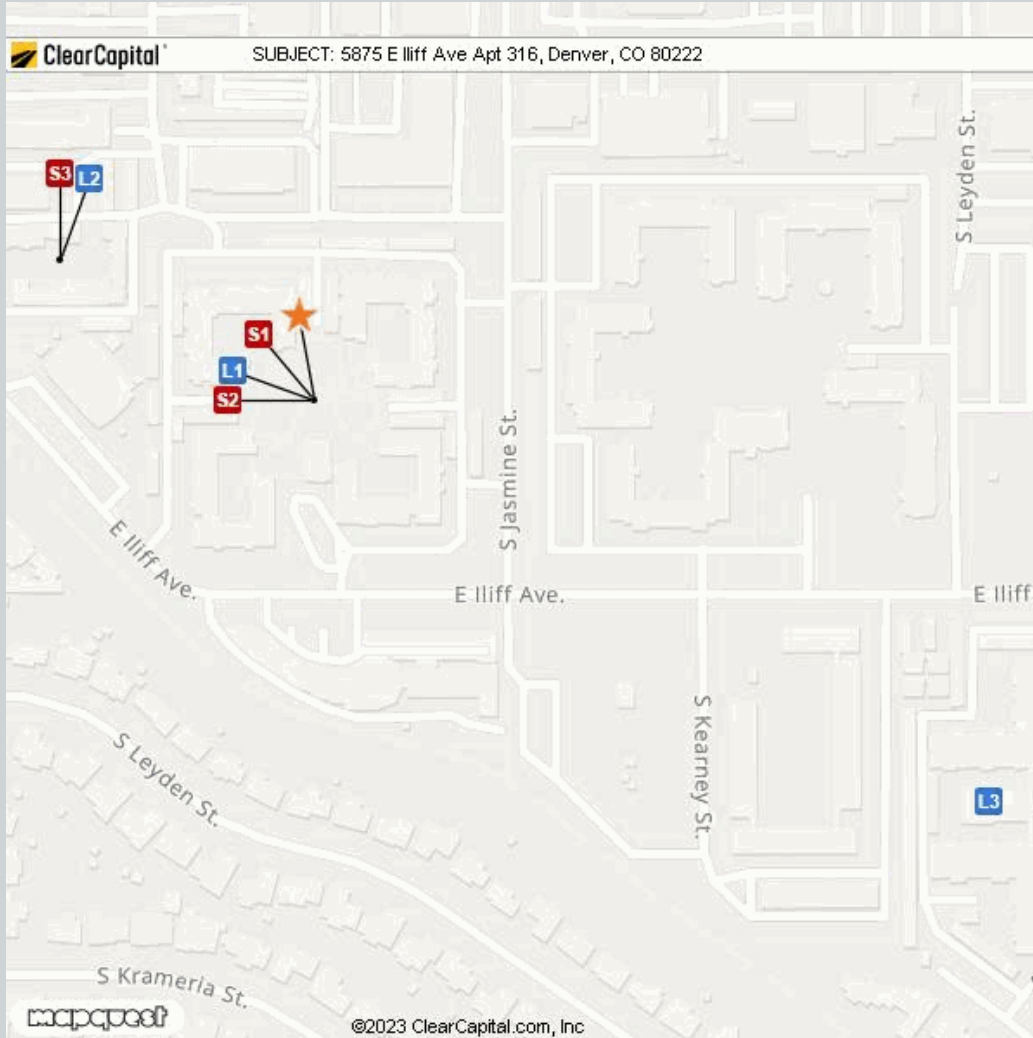 ClearCapital
SUBJECT: 5875 E Iliff Ave Apt 316, Denver, CO 80222
S Leyden St.
S3
L2
S1
L1
S2
S Jasmine St.
E Iliff Ave.
E Iliff Ave.
E Iliff
S Kearney St.
S Leyden St.
L3
S Krameria St.
mapquest
©2023 ClearCapital.com, Inc